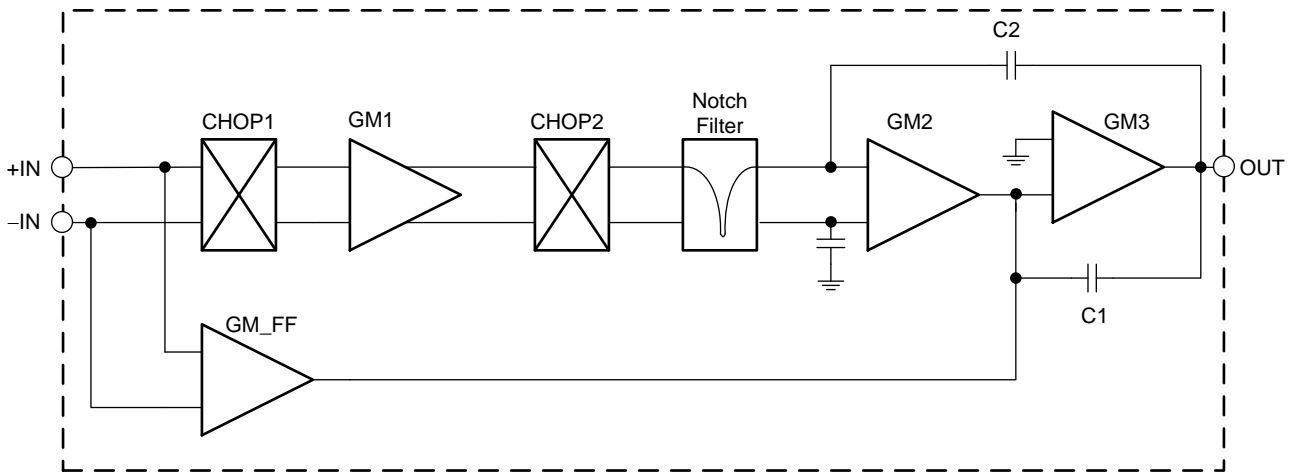 C2
Notch
Filter
CHOP1
GM1
CHOP2
GM2
GM3
+IN
−IN
OUT
C1
GM_FF